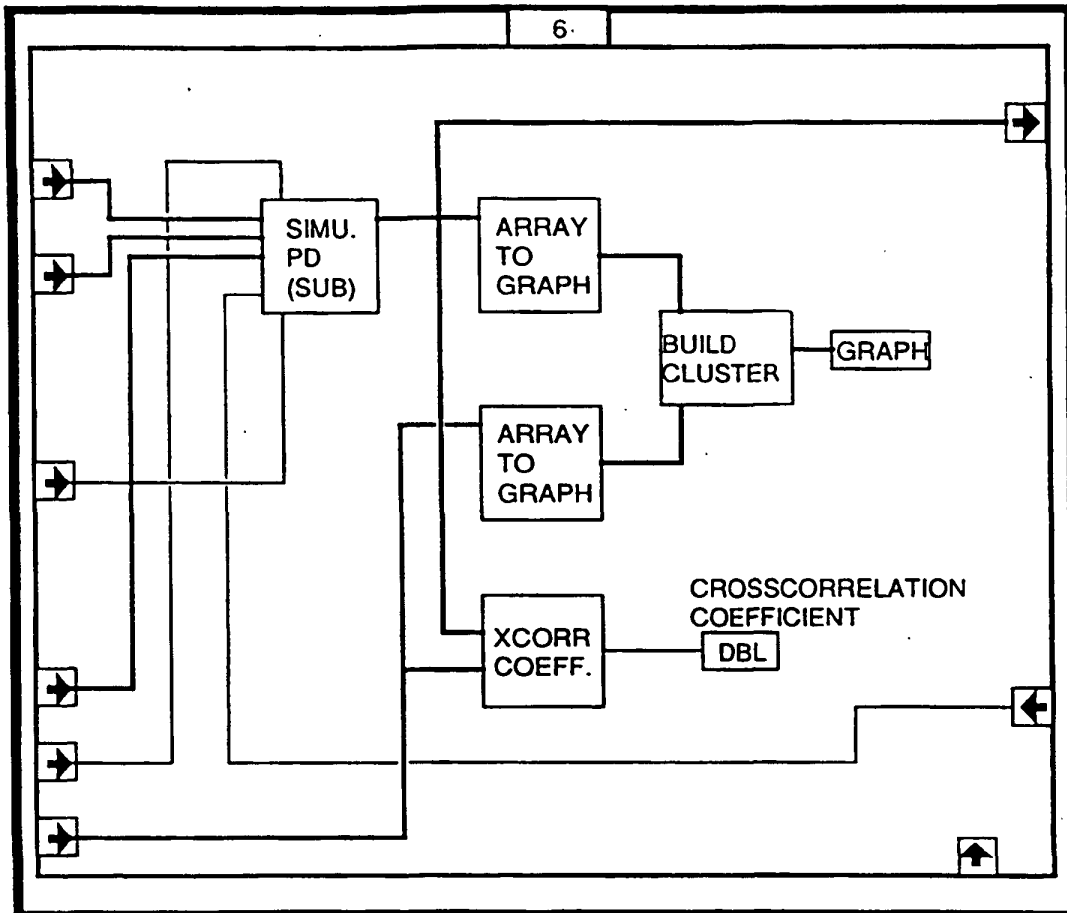 6
SIMU.
PD
(SUB)
ARRAY
TO
GRAPH
BUILD
CLUSTER
GRAPH
ARRAY
TO
GRAPH
CROSSCORRELATION
COEFFICIENT
XCORR
COEFF.
DBL